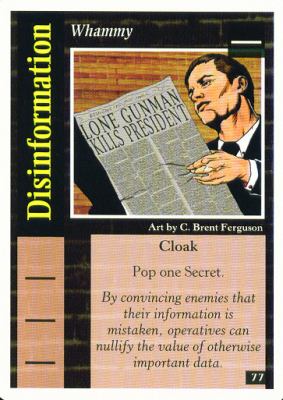 Disinformation
Whammy
LONE GUNMAN
KILLS PRESIDENT
Art by C. Brent Ferguson
Cloak
Pop one Secret.
By convincing enemies that
their information is
mistaken, operatives can
nullify the value of otherwise
important data.
77